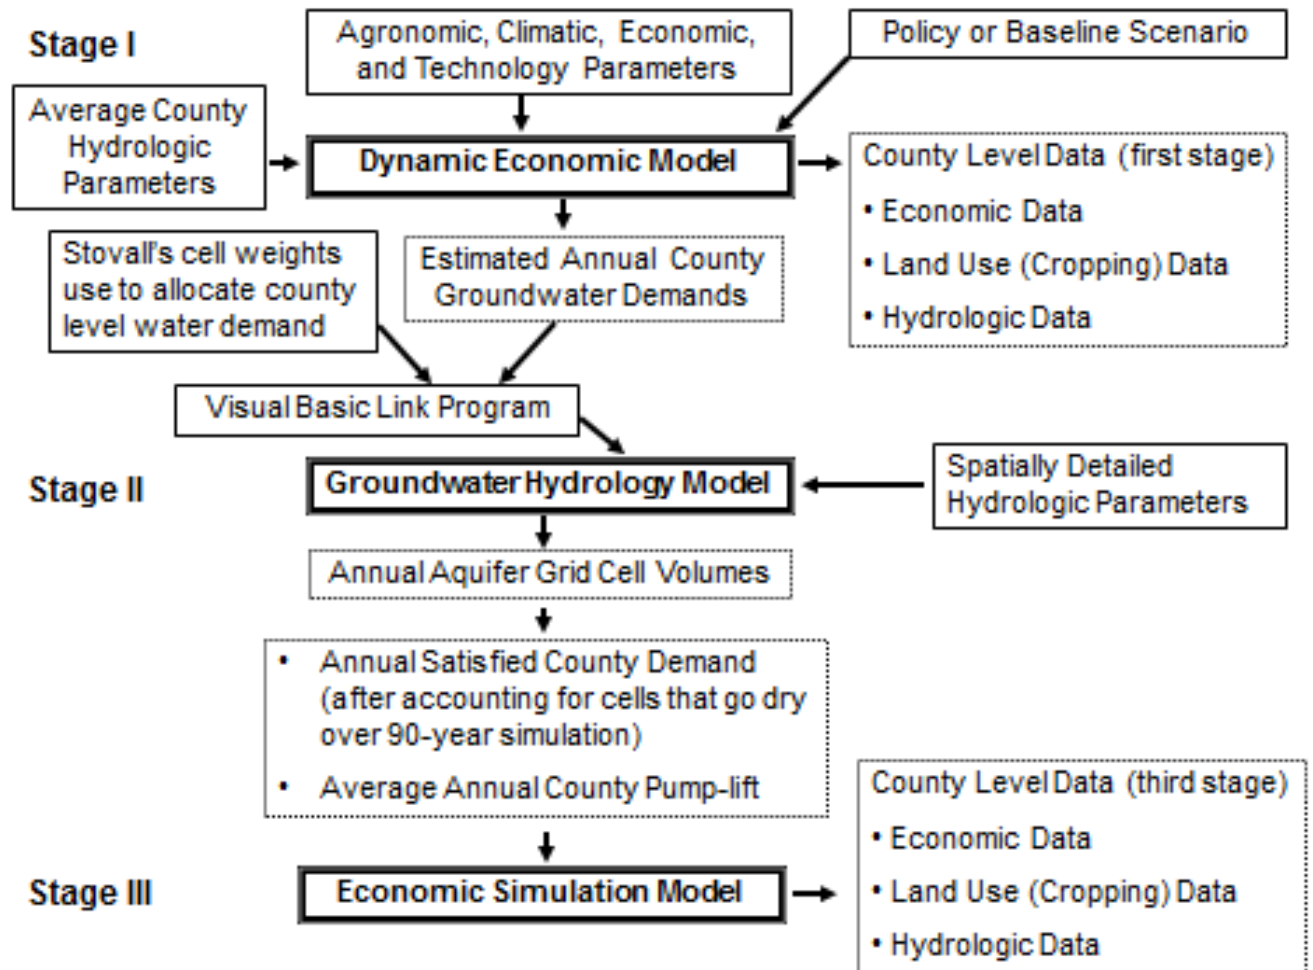 Stage I
Agronomic, Climatic, Economic,
and Technology Parameters
Policy or Baseline Scenario
Average County
Hydrologic
Parameters
Dynamic Economic Model
County Level Data (first stage)
• Economic Data
• Land Use (Cropping) Data
• Hydrologic Data
Stovall's cell weights
use to allocate county
level water demand
Estimated Annual County
Groundwater Demands
Visual Basic Link Program
Stage II
Groundwater Hydrology Model
Spatially Detailed
Hydrologic Parameters
Annual Aquifer Grid Cell Volumes
• Annual Satisfied County Demand
(after accounting for cells that go dry
over 90-year simulation)
• Average Annual County Pump-lift
Stage III
Economic Simulation Model
County Level Data (third stage)
• Economic Data
• Land Use (Cropping) Data
• Hydrologic Data